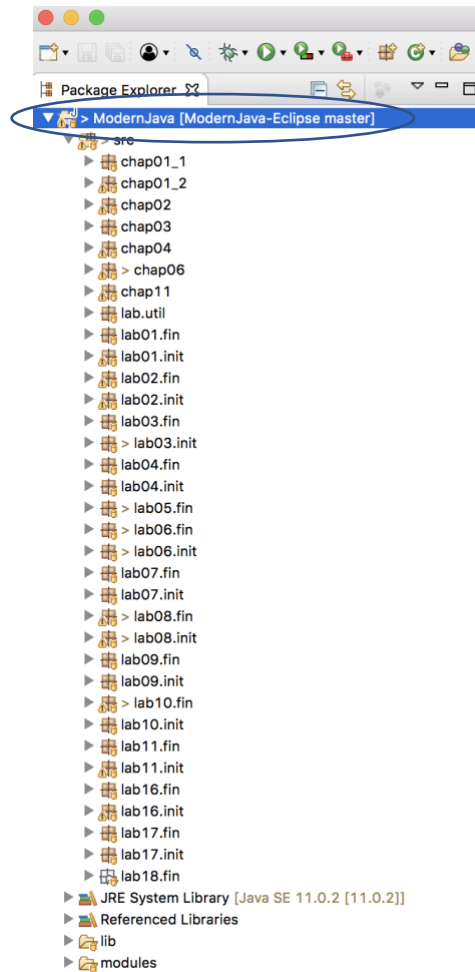 Package Explorer
> ModernJava [ModernJava-Eclipse master]
> src
chap01_1
chap01_2
chap02
chap03
chap04
> chap06
chap11
lab.util
lab01.fin
lab01.init
lab02.fin
lab02.init
lab03.fin
> lab03.init
lab04.fin
lab04.init
> lab05.fin
> lab06.fin
> lab06.init
lab07.fin
lab07.init
> lab08.fin
> lab08.init
lab09.fin
lab09.init
> lab10.fin
lab10.init
lab11.fin
lab11.init
lab16.fin
lab16.init
lab17.fin
lab17.init
lab18.fin
JRE System Library [Java SE 11.0.2 [11.0.2]]
Referenced Libraries
lib
modules